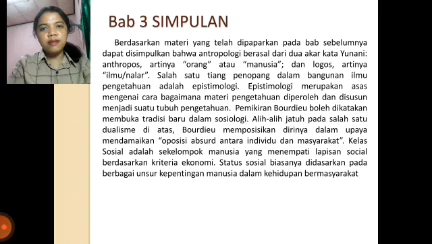 Bab 3 SIMPULAN
Berdasarkan materi yang telah dipaparkan pada bab sebelumnya
dapat disimpulkan bahwa antropologi berasal dari dua akar kata Yunani:
anthropos, artinya "orang" atau "manusia"; dan logos, artinya
"ilmu/nalar". Salah satu tiang penopang dalam bangunan ilmu
pengetahuan adalah epistimologi. Epistimologi merupakan asas
mengenai cara bagaimana materi pengetahuan diperoleh dan disusun
menjadi suatu tubuh pengetahuan. Pemikiran Bourdieu boleh dikatakan
membuka tradisi baru dalam sosiologi. Alih-alih jatuh pada salah satu
dualisme di atas, Bourdieu memposisikan dirinya dalam upaya
mendamaikan "oposisi absurd antara individu dan masyarakat". Kelas
Sosial adalah sekelompok manusia yang menempati lapisan social
berdasarkan kriteria ekonomi. Status sosial biasanya didasarkan pada
berbagai unsur kepentingan manusia dalam kehidupan bermasyarakat